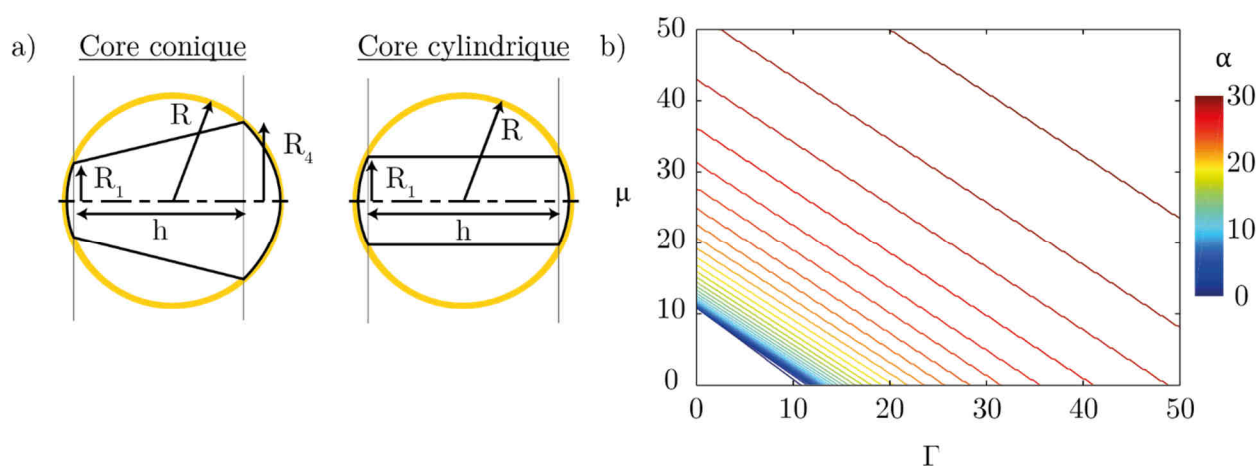 a) Core conique Core cylindrique
R
R₁
R₄
h
R
R₁
h
b)
μ
50
40
30
20
10
0
0 10 20 30 40 50
Γ
α
30
20
10
0